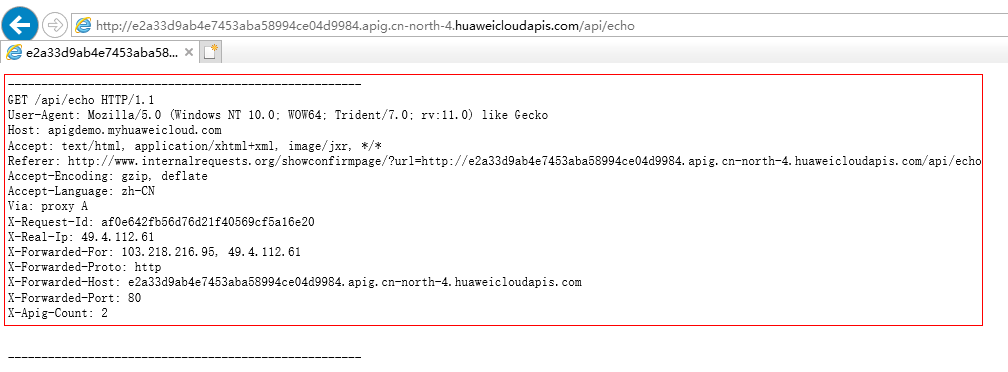 http://e2a33d9ab4e7453aba58994ce04d9984.apig.cn-north-4.huaweicloudapis.com/api/echo
e2a33d9ab4e7453aba58...
----------------------------------------------------
GET /api/echo HTTP/1.1
User-Agent: Mozilla/5.0 (Windows NT 10.0; WOW64; Trident/7.0; rv:11.0) like Gecko
Host: apigdemo.myhuaweicloud.com
Accept: text/html, application/xhtml+xml, image/jxr, */*
Referer: http://www.internalrequests.org/showconfirmpage/?url=http://e2a33d9ab4e7453aba58994ce04d9984.apig.cn-north-4.huaweicloudapis.com/api/echo
Accept-Encoding: gzip, deflate
Accept-Language: zh-CN
Via: proxy A
X-Request-Id: af0e642fb56d76d21f40569cf5a16e20
X-Real-Ip: 49.4.112.61
X-Forwarded-For: 103.218.216.95, 49.4.112.61
X-Forwarded-Proto: http
X-Forwarded-Host: e2a33d9ab4e7453aba58994ce04d9984.apig.cn-north-4.huaweicloudapis.com
X-Forwarded-Port: 80
X-Apig-Count: 2
----------------------------------------------------